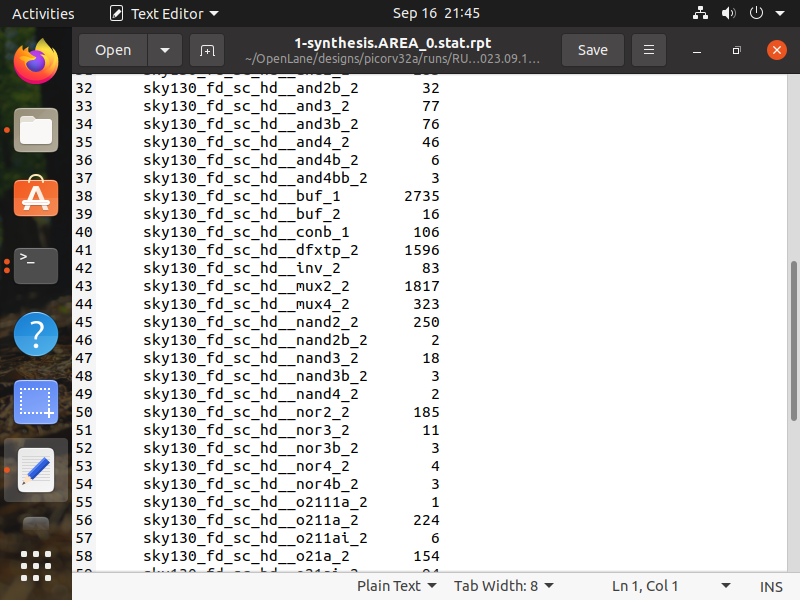 Activities
Text Editor
Sep 16 21:45
Open
1-synthesis.AREA_0.stat.rpt
~/OpenLane/designs/picorv32a/runs/RU...023.09.1...
Save
32 sky130_fd_sc_hd__and2b_2 32
33 sky130_fd_sc_hd__and3_2 77
34 sky130_fd_sc_hd__and3b_2 76
35 sky130_fd_sc_hd__and4_2 46
36 sky130_fd_sc_hd__and4b_2 6
37 sky130_fd_sc_hd__and4bb_2 3
38 sky130_fd_sc_hd__buf_1 2735
39 sky130_fd_sc_hd__buf_2 16
40 sky130_fd_sc_hd__conb_1 106
41 sky130_fd_sc_hd__dfxtp_2 1596
42 sky130_fd_sc_hd__inv_2 83
43 sky130_fd_sc_hd__mux2_2 1817
44 sky130_fd_sc_hd__mux4_2 323
45 sky130_fd_sc_hd__nand2_2 250
46 sky130_fd_sc_hd__nand2b_2 2
47 sky130_fd_sc_hd__nand3_2 18
48 sky130_fd_sc_hd__nand3b_2 3
49 sky130_fd_sc_hd__nand4_2 2
50 sky130_fd_sc_hd__nor2_2 185
51 sky130_fd_sc_hd__nor3_2 11
52 sky130_fd_sc_hd__nor3b_2 3
53 sky130_fd_sc_hd__nor4_2 4
54 sky130_fd_sc_hd__nor4b_2 3
55 sky130_fd_sc_hd__o2111a_2 1
56 sky130_fd_sc_hd__o211a_2 224
57 sky130_fd_sc_hd__o211ai_2 6
58 sky130_fd_sc_hd__o21a_2 154
Plain Text
Tab Width: 8
Ln 1, Col 1
INS